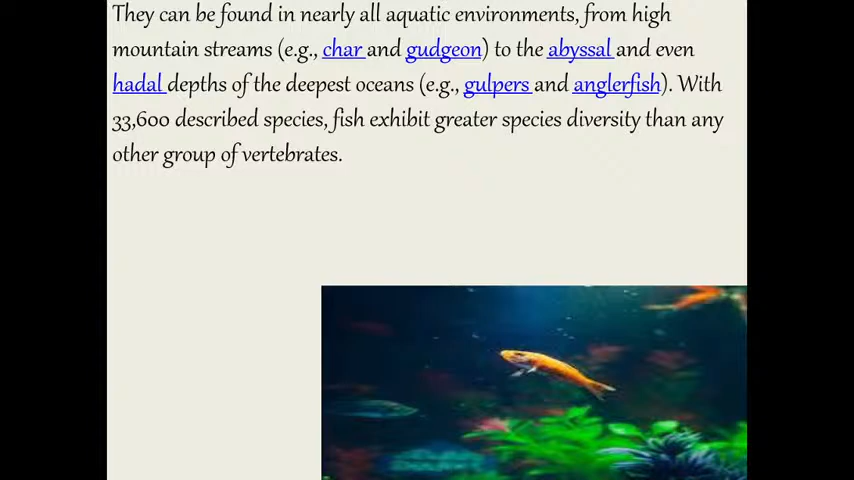 They can be found in nearly all aquatic environments, from high
mountain streams (e.g., char and gudgeon) to the abyssal and even
hadal depths of the deepest oceans (e.g., gulpers and anglerfish). With
33,600 described species, fish exhibit greater species diversity than any
other group of vertebrates.